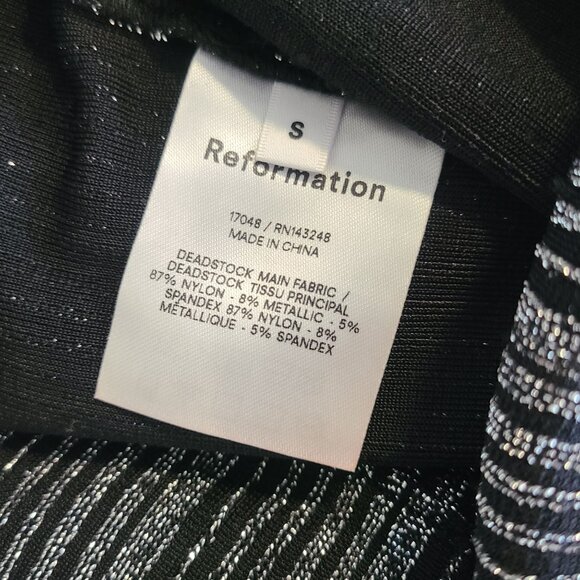 S
Reformation
17048 / RN143248
MADE IN CHINA
DEADSTOCK MAIN FABRIC /
DEADSTOCK TISSU PRINCIPAL
87% NYLON - 8% METALLIC - 5%
SPANDEX 87% NYLON - 8%
MÉTALLIQUE - 5% SPANDEX